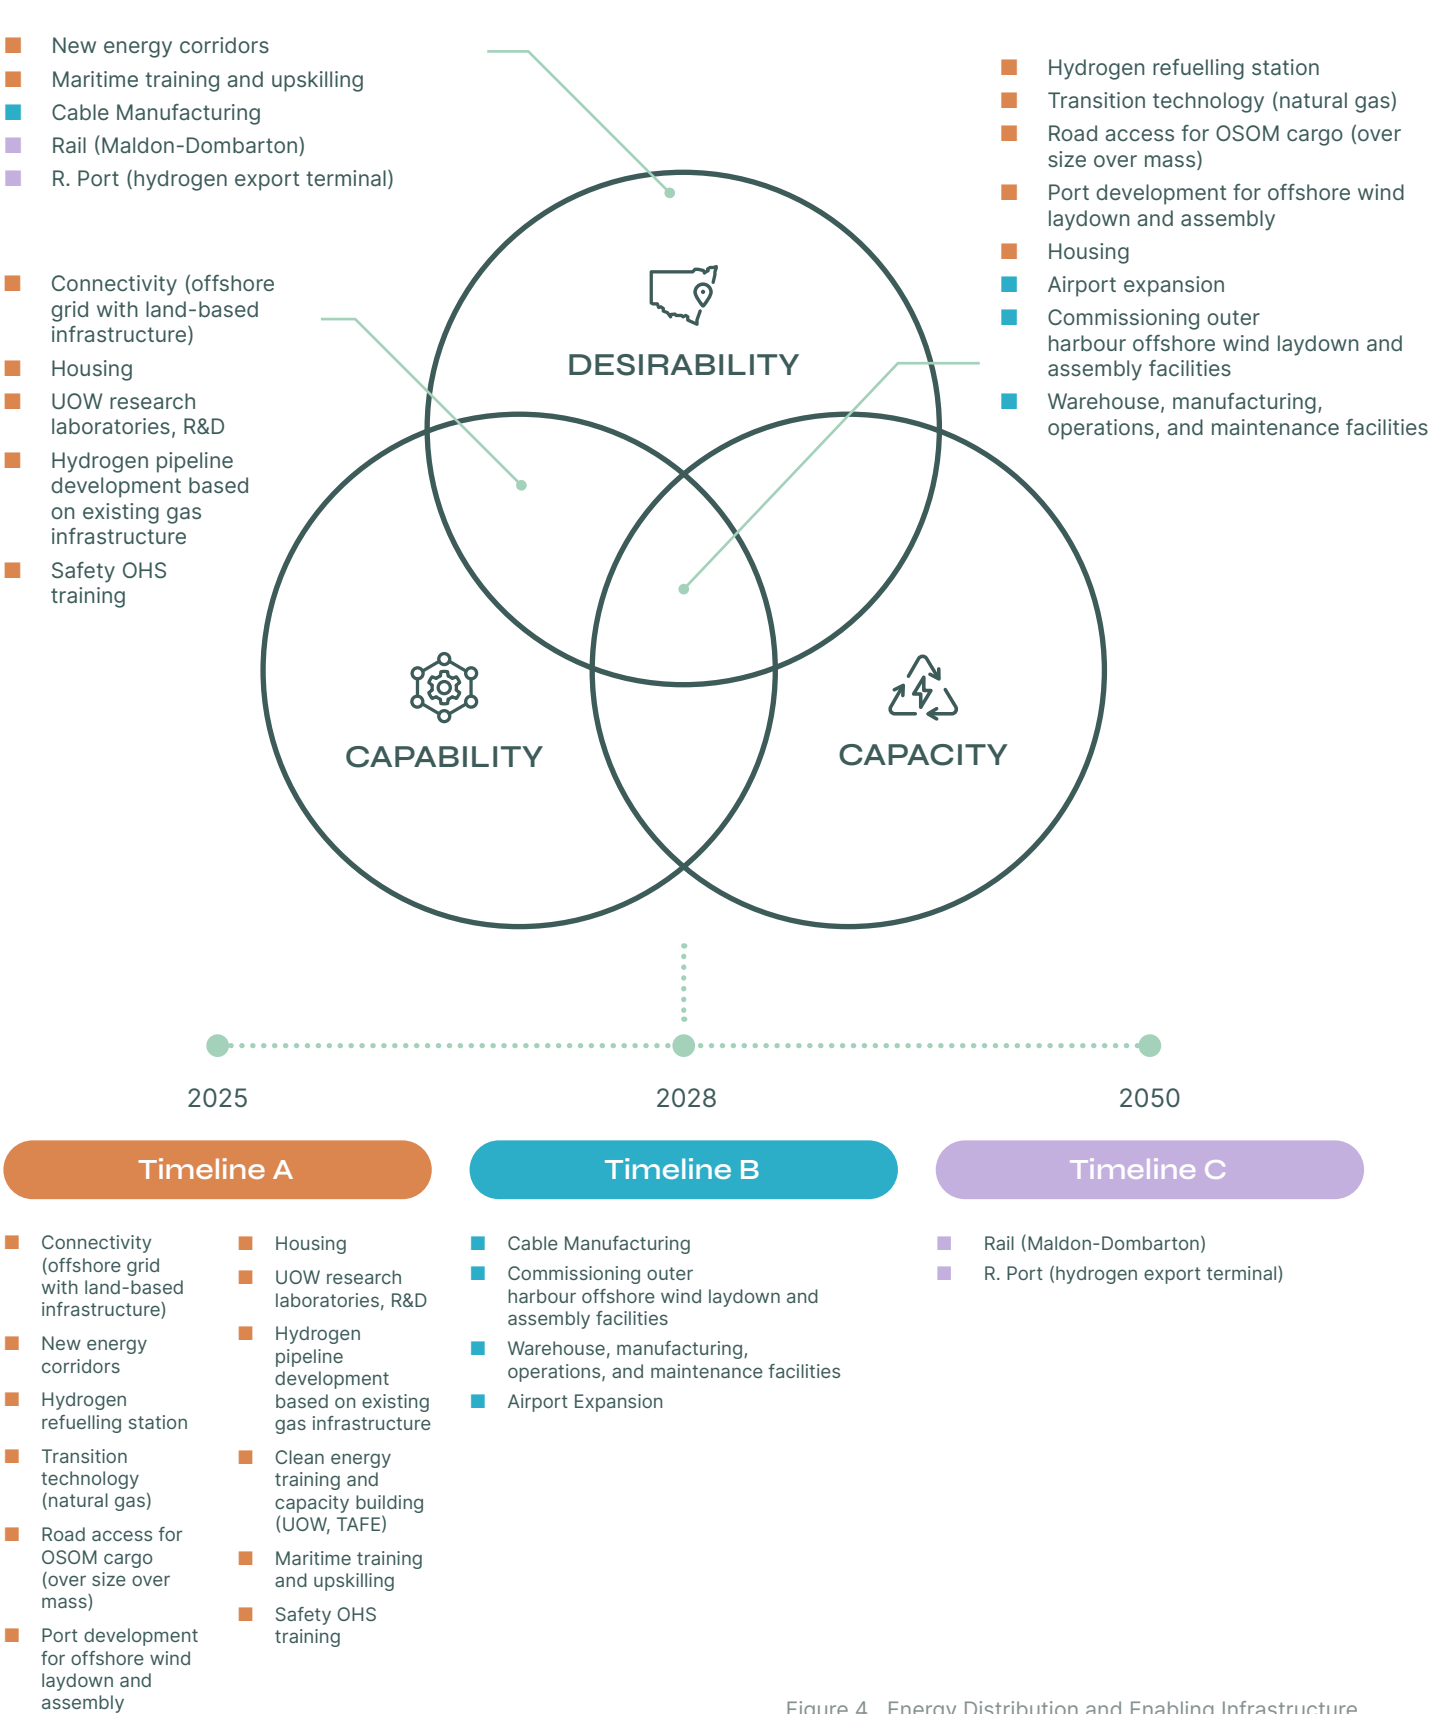 New energy corridors
Maritime training and upskilling
Cable Manufacturing
Rail (Maldon-Dombarton)
R. Port (hydrogen export terminal)
Connectivity (offshore
grid with land-based
infrastructure)
Housing
UOW research
laboratories, R&D
Hydrogen pipeline
development based
on existing gas
infrastructure
Safety OHS
training
Hydrogen refuelling station
Transition technology (natural gas)
Road access for OSOM cargo (over
size over mass)
Port development for offshore wind
laydown and assembly
Housing
Airport expansion
Commissioning outer
harbour offshore wind laydown and
assembly facilities
Warehouse, manufacturing,
operations, and maintenance facilities
DESIRABILITY
CAPABILITY
CAPACITY
2025
2028
2050
Timeline A
Connectivity
(offshore grid
with land-based
infrastructure)
New energy
corridors
Hydrogen
refuelling station
Transition
technology
(natural gas)
Road access for
OSOM cargo
(over size over
mass)
Port development
for offshore wind
laydown and
assembly
Housing
UOW research
laboratories, R&D
Hydrogen
pipeline
development
based on existing
gas infrastructure
Clean energy
training and
capacity building
(UOW, TAFE)
Maritime training
and upskilling
Safety OHS
training
Timeline B
Cable Manufacturing
Commissioning outer
harbour offshore wind laydown and
assembly facilities
Warehouse, manufacturing,
operations, and maintenance facilities
Airport Expansion
Timeline C
Rail (Maldon-Dombarton)
R. Port (hydrogen export terminal)
Figure 4 Energy Distribution and Enabling Infrastructure